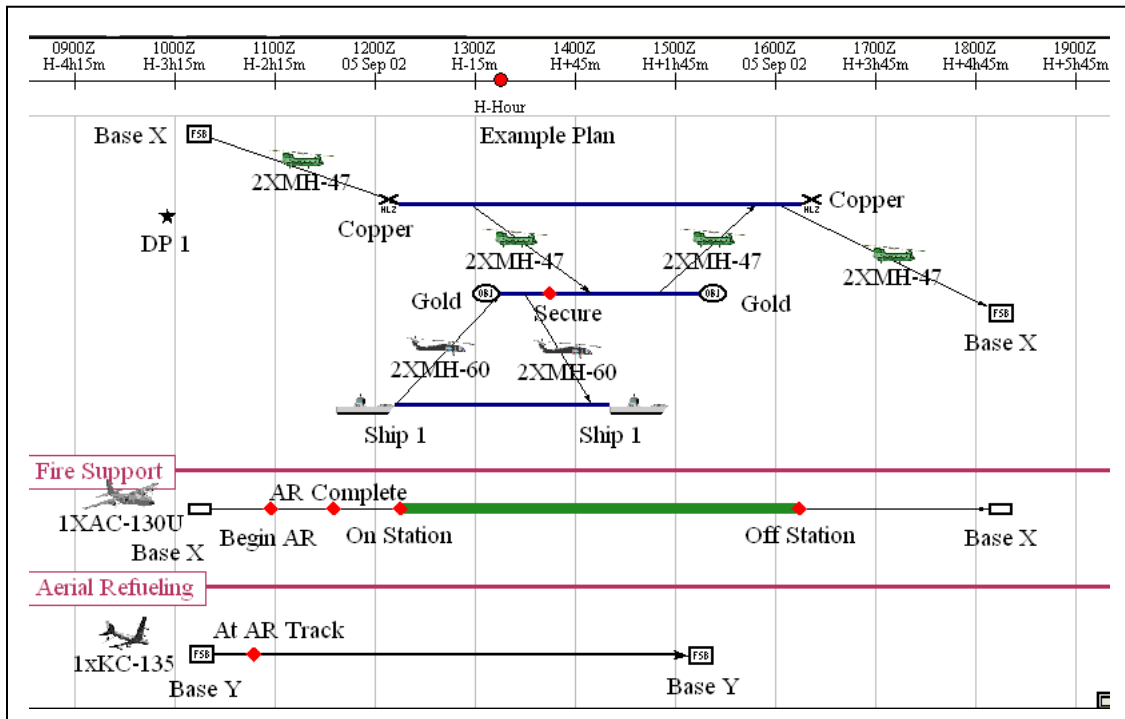 0900Z 1000Z 1100Z 1200Z 1300Z 1400Z 1500Z 1600Z 1700Z 1800Z 1900Z
H-4h15m H-3h15m H-2h15m 05 Sep 02 H-15m H+45m H+1h45m 05 Sep 02 H+3h45m H+4h45m H+5h45m
H-Hour
Base X FSB Example Plan
2XMH-47
HLZ HLZ Copper
Copper
DP 1
2XMH-47 2XMH-47 2XMH-47
Gold OBJ OBJ Gold
Secure
Base X
2XMH-60 2XMH-60
Ship 1 Ship 1
Fire Support
AR Complete
1XAC-130U
Begin AR On Station Off Station Base X
Base X
Aerial Refueling
At AR Track
1xKC-135 FSB FSB
Base Y Base Y